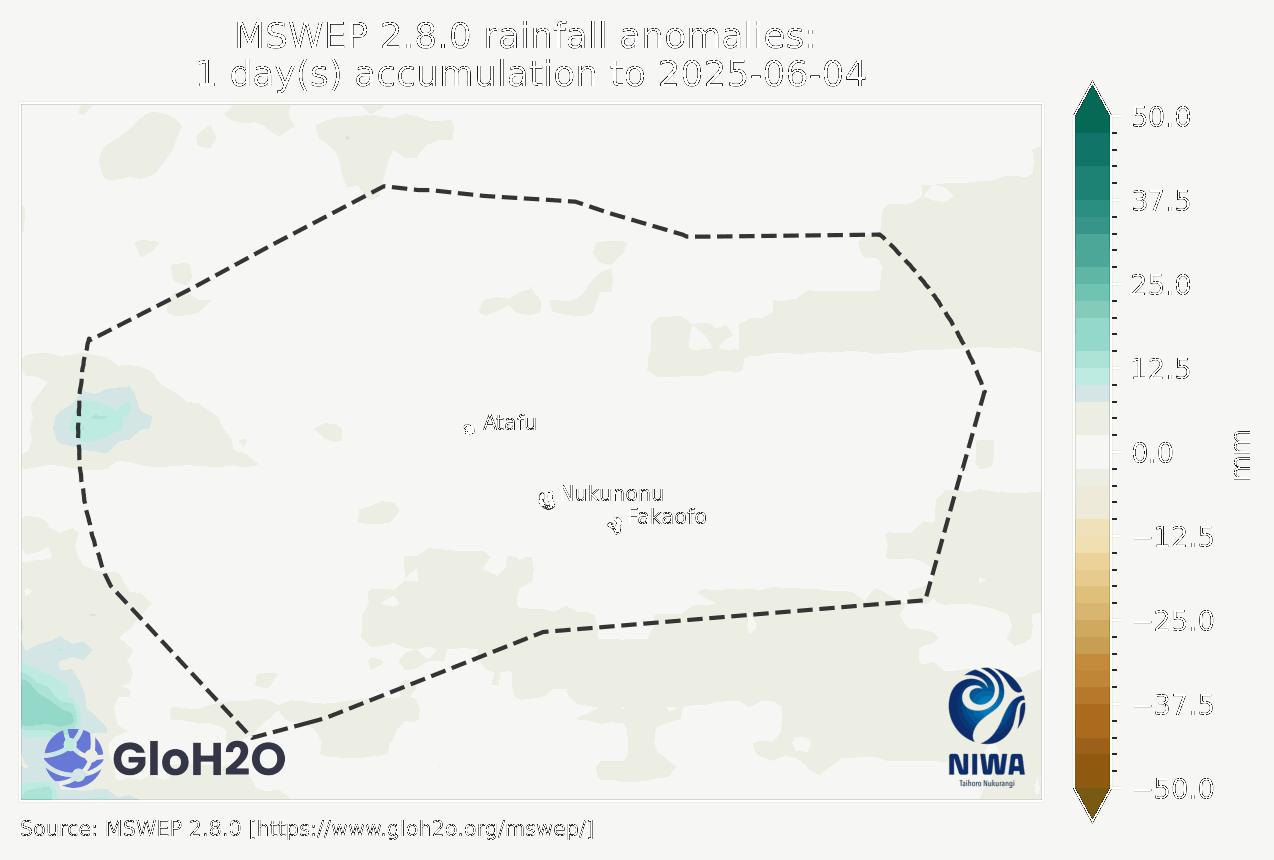 MSWEP 2.8.0 rainfall anomalies:
1 day(s) accumulation to 2025-06-04
50.0
37.5
25.0
12.5
0.0
−12.5
−25.0
−37.5
−50.0
mm
Atafu
Nukunonu
Fakaofo
GloH2O
NIWA
Taihoro Nukurangi
Source: MSWEP 2.8.0 [https://www.gloh2o.org/mswep/]